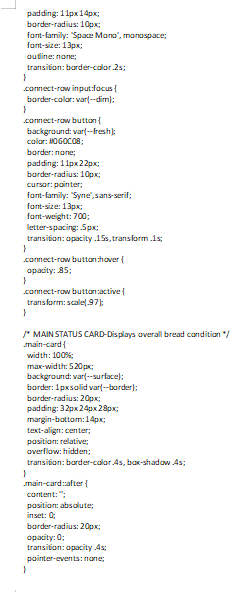 padding: 11px 14px;
border-radius: 10px;
font-family: 'Space Mono', monospace;
font-size: 13px;
outline: none;
transition: border-color .2s;
}
.connect-row input:focus {
border-color: var(--dim);
}
.connect-row button {
background: var(--fresh);
color: #060C08;
border: none;
padding: 11px 22px;
border-radius: 10px;
cursor: pointer;
font-family: 'Syne', sans-serif;
font-size: 13px;
font-weight: 700;
letter-spacing: .5px;
transition: opacity .15s, transform .1s;
}
.connect-row button:hover {
opacity: .85;
}
.connect-row button:active {
transform: scale(.97);
}
/* MAIN STATUS CARD-Displays overall bread condition */
.main-card {
width: 100%;
max-width: 520px;
background: var(--surface);
border: 1px solid var(--border);
border-radius: 20px;
padding: 32px 24px 28px;
margin-bottom: 14px;
text-align: center;
position: relative;
overflow: hidden;
transition: border-color .4s, box-shadow .4s;
}
.main-card::after {
content: '';
position: absolute;
inset: 0;
border-radius: 20px;
opacity: 0;
transition: opacity .4s;
pointer-events: none;
}